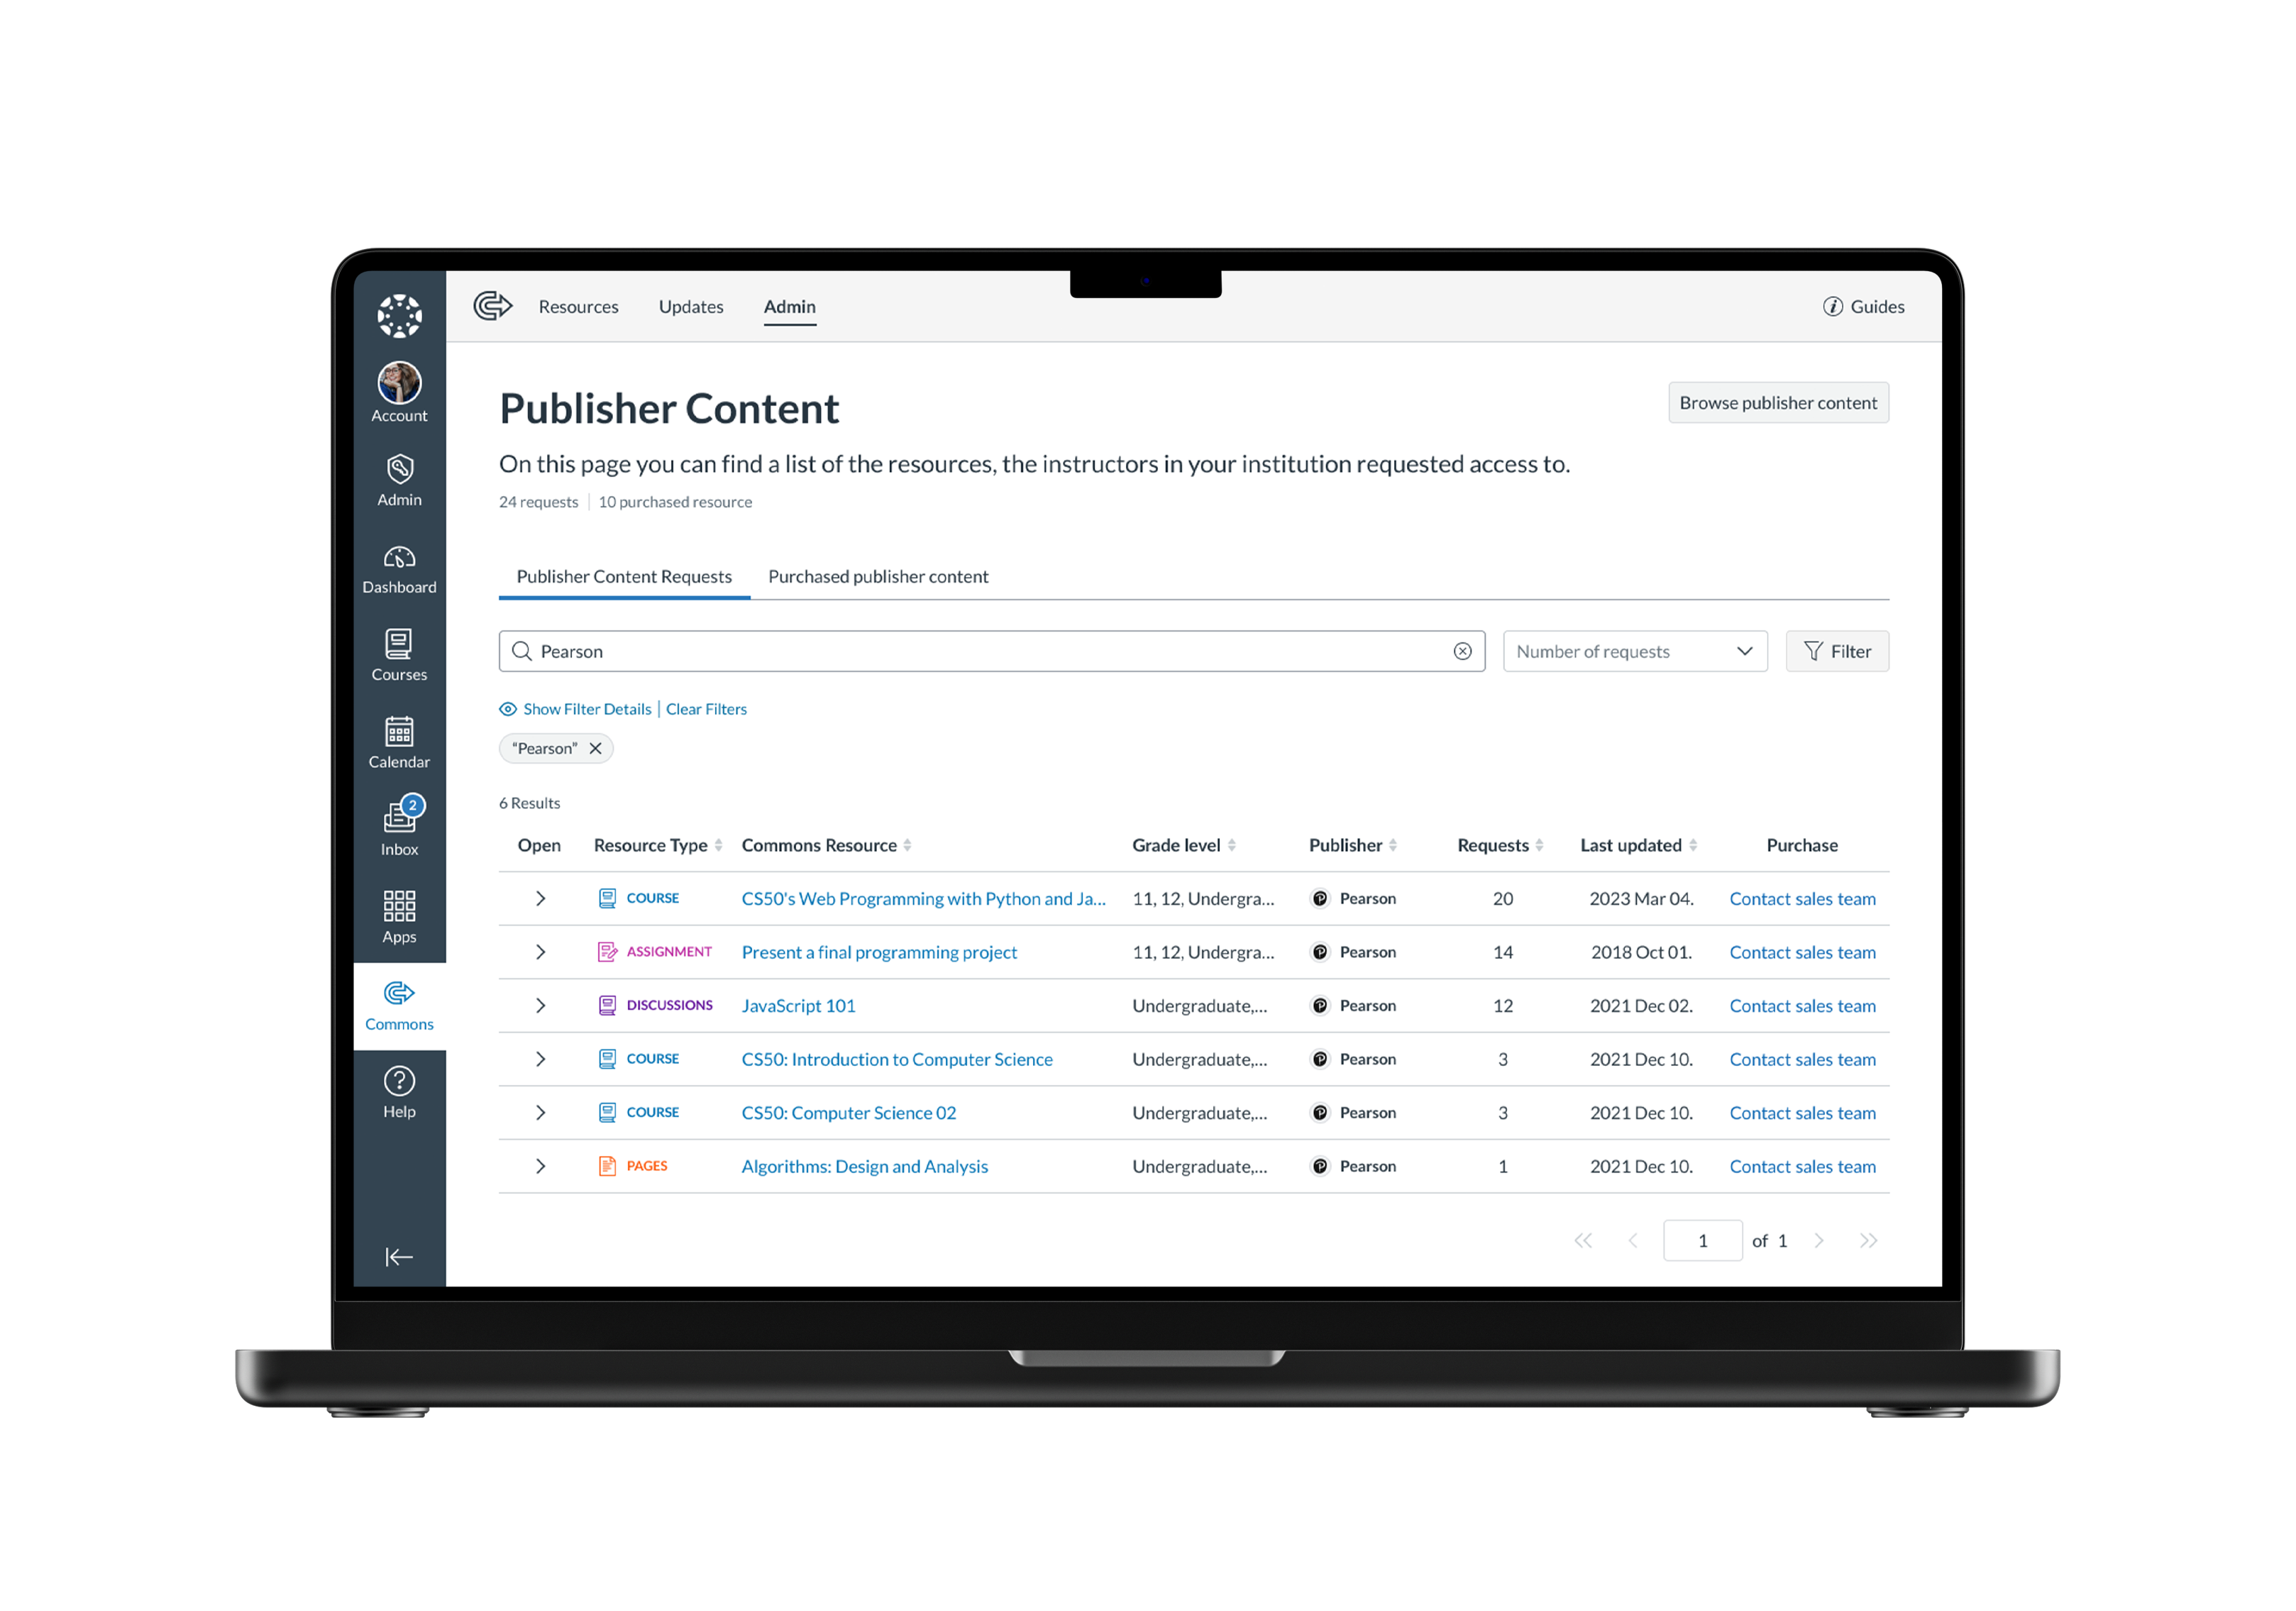 Resources Updates Admin Guides
Account
Admin
Dashboard
Courses
Calendar
2
Inbox
Apps
Commons
Help
Publisher Content
Browse publisher content
On this page you can find a list of the resources, the instructors in your institution requested access to.
24 requests | 10 purchased resource
Publisher Content Requests Purchased publisher content
Pearson Number of requests Filter
Show Filter Details | Clear Filters
“Pearson”
6 Results
Open Resource Type Commons Resource Grade level Publisher Requests Last updated Purchase
COURSE CS50's Web Programming with Python and Ja... 11, 12, Undergra... Pearson 20 2023 Mar 04. Contact sales team
ASSIGNMENT Present a final programming project 11, 12, Undergra... Pearson 14 2018 Oct 01. Contact sales team
DISCUSSIONS JavaScript 101 Undergraduate,... Pearson 12 2021 Dec 02. Contact sales team
COURSE CS50: Introduction to Computer Science Undergraduate,... Pearson 3 2021 Dec 10. Contact sales team
COURSE CS50: Computer Science 02 Undergraduate,... Pearson 3 2021 Dec 10. Contact sales team
PAGES Algorithms: Design and Analysis Undergraduate,... Pearson 1 2021 Dec 10. Contact sales team
1 of 1